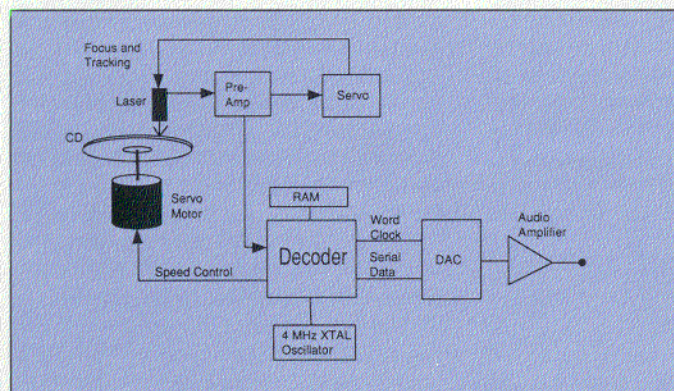 Focus and
Tracking
Laser
Pre-
Amp
Servo
CD
Servo
Motor
RAM
Decoder
Word
Clock
Serial
Data
DAC
Audio
Amplifier
Speed Control
4 MHz XTAL
Oscillator